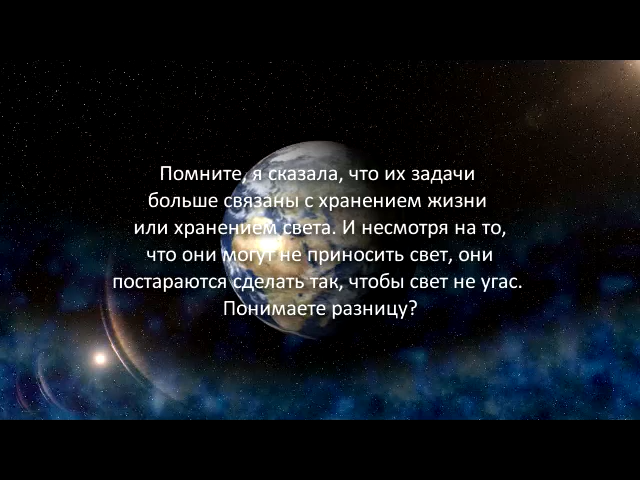 Помните, я сказала, что их задачи
больше связаны с хранением жизни
или хранением света. И несмотря на то,
что они могут не приносить свет, они
постараются сделать так, чтобы свет не угас.
Понимаете разницу?